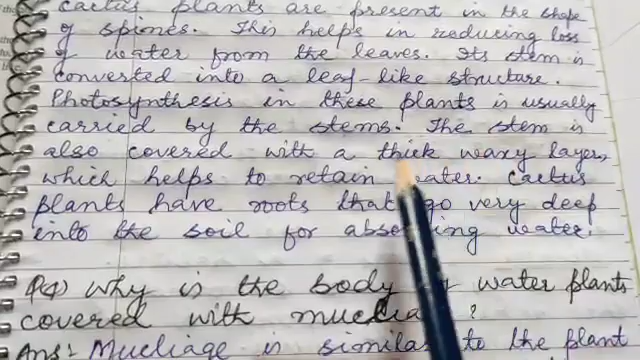 cactus plants are present in the shape
of spines. This helps in reducing loss
of water from the leaves. Its stem is
converted into a leaf-like structure.
Photosynthesis in these plants is usually
carried by the stems. The stem is
also covered with a thick waxy layer,
which helps to retain water. Cactus
plants have roots that go very deep
into the soil for absorbing water.
Q4) Why is the body of water plants
covered with ?
Ans: Mucliage is similas to the plant